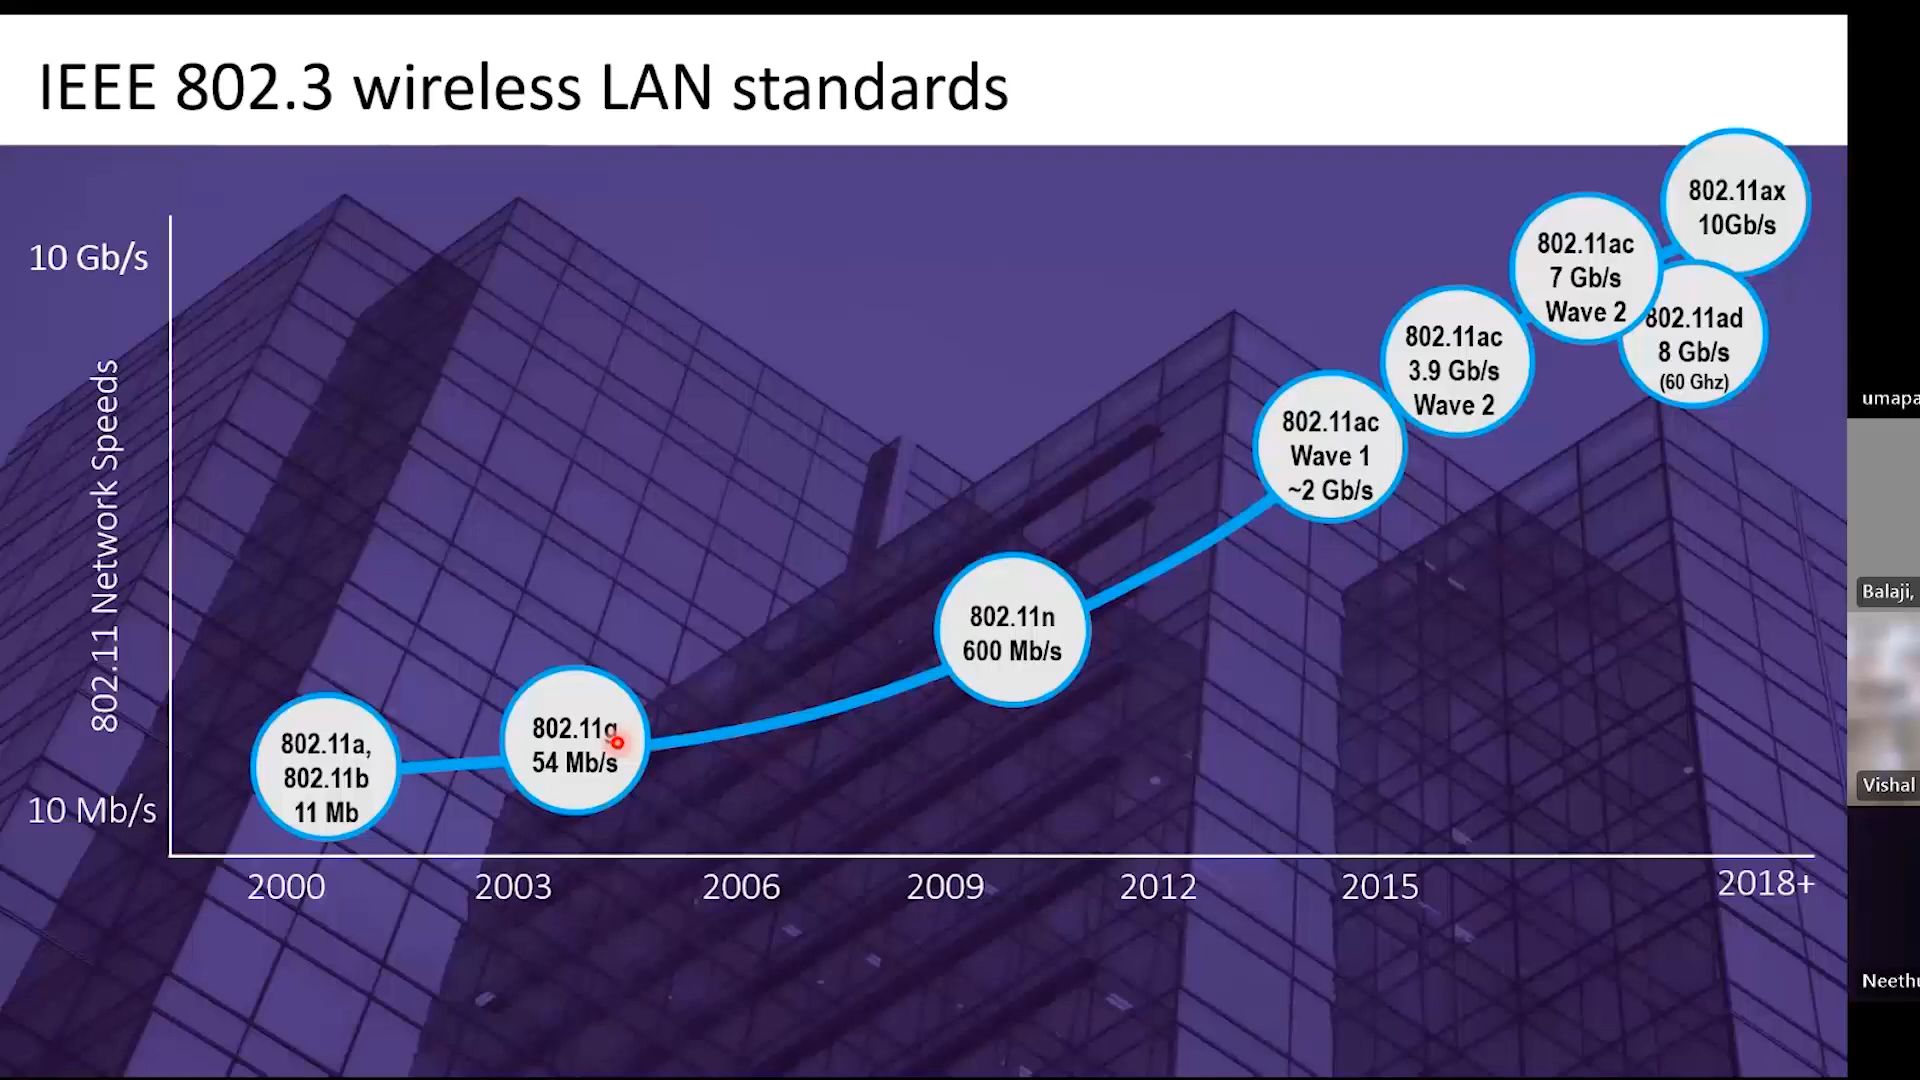 IEEE 802.3 wireless LAN standards
802.11ax
10Gb/s
802.11ac
7 Gb/s
Wave 2
802.11ad
8 Gb/s
(60 Ghz)
802.11ac
3.9 Gb/s
Wave 2
802.11ac
Wave 1
~2 Gb/s
802.11n
600 Mb/s
802.11g
54 Mb/s
802.11a,
802.11b
11 Mb
10 Gb/s
802.11 Network Speeds
10 Mb/s
2000
2003
2006
2009
2012
2015
2018+
umapa
Balaji,
Vishal
Neethu